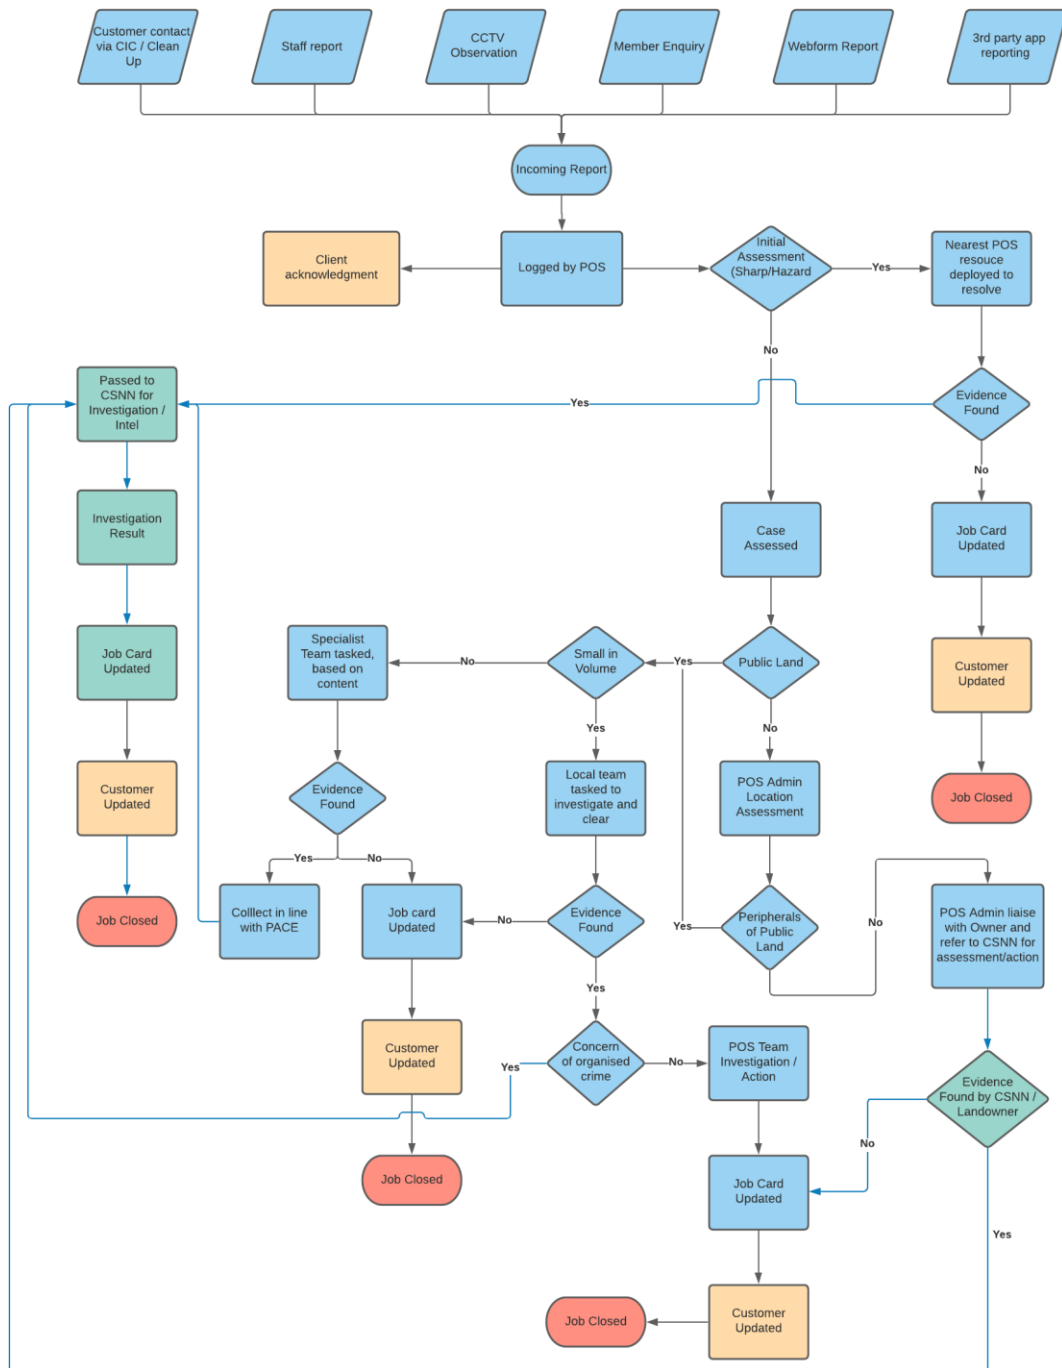 Customer contact
via CIC / Clean
Up
Staff report
CCTV
Observation
Member Enquiry
Webform Report
3rd party app
reporting
Incoming Report
Client
acknowledgment
Logged by POS
Initial
Assessment
(Sharp/Hazard
Yes
Nearest POS
resouce
deployed to
resolve
No
Passed to
CSNN for
Investigation /
Intel
Yes
Evidence
Found
No
Investigation
Result
Case
Assessed
Job Card
Updated
Job Card
Updated
Specialist
Team tasked,
based on
content
No
Small in
Volume
Yes
Public Land
Customer
Updated
Yes
No
Customer
Updated
Evidence
Found
Local team
tasked to
investigate and
clear
POS Admin
Location
Assessment
Job Closed
Yes
No
Job Closed
Colllect in line
with PACE
Job card
Updated
No
Evidence
Found
Yes
Peripherals
of Public
Land
No
POS Admin liaise
with Owner and
refer to CSNN for
assessment/action
Yes
Customer
Updated
Yes
Concern
of organised
crime
No
POS Team
Investigation /
Action
Evidence
Found by CSNN /
Landowner
No
Job Closed
Job Card
Updated
Yes
Job Closed
Customer
Updated